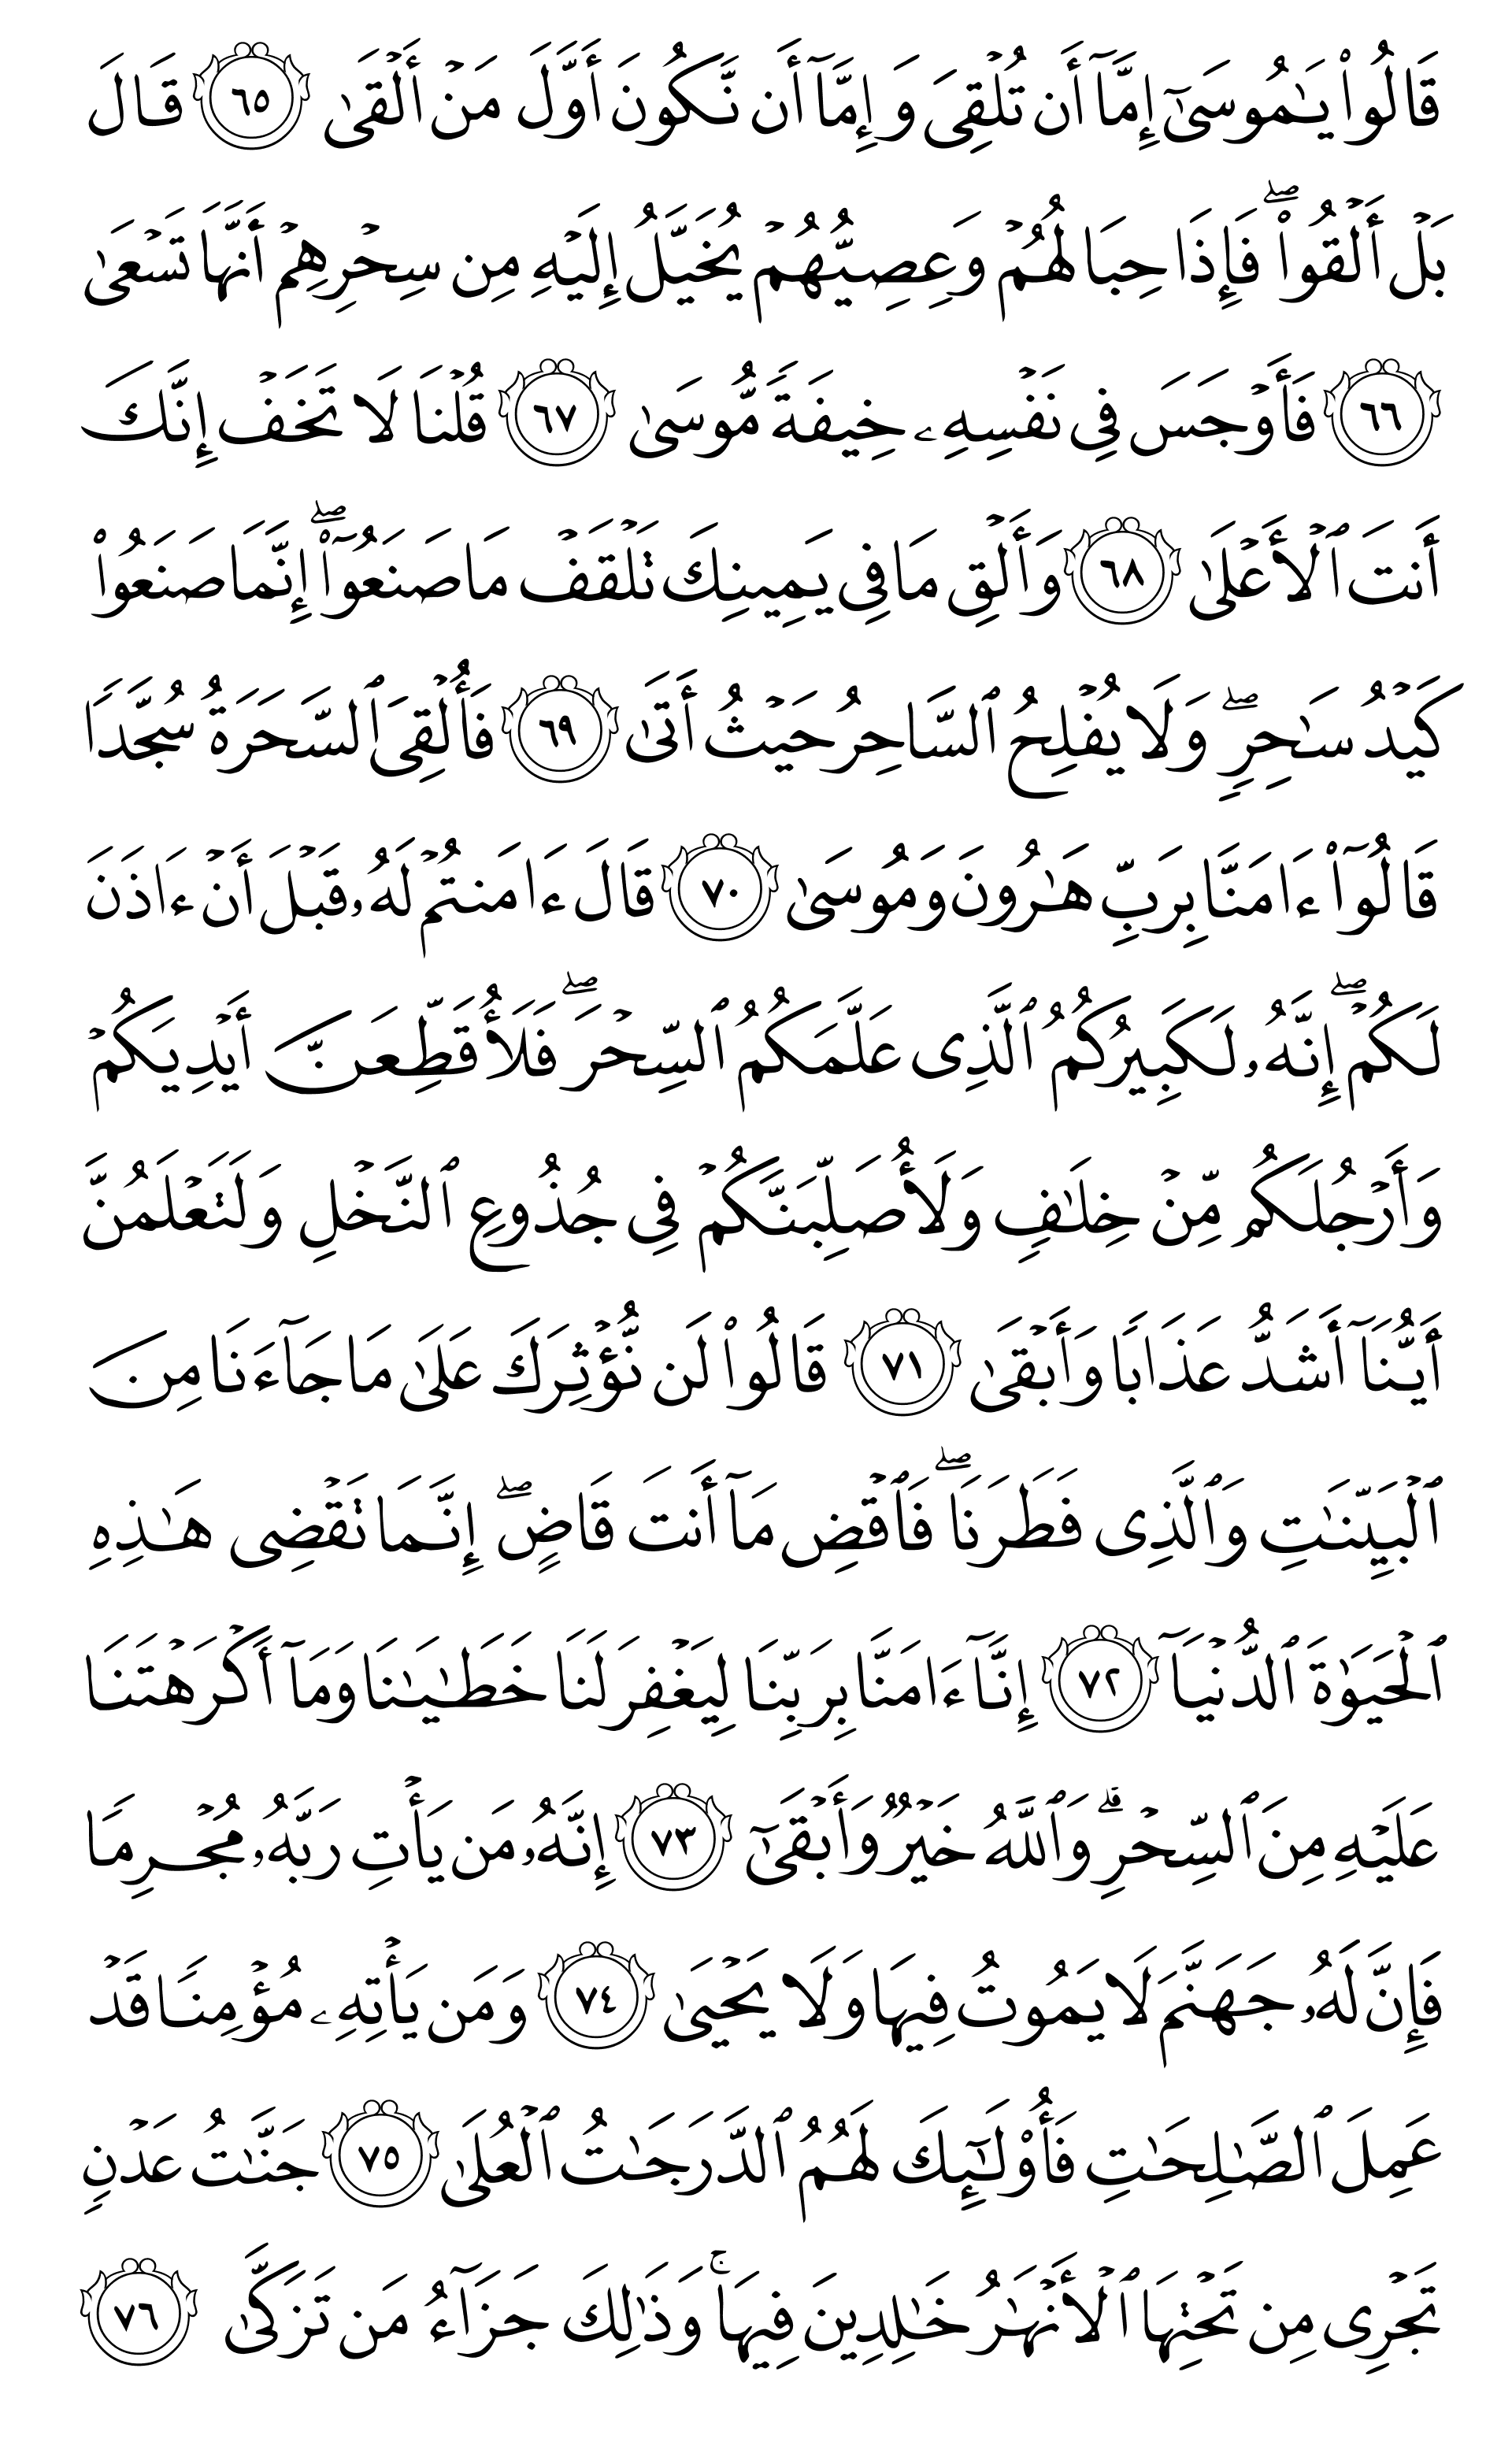 قَالُوا۟ يَـٰمُوسَىٰٓ إِمَّآ أَن تُلْقِىَ وَإِمَّآ أَن نَّكُونَ أَوَّلَ مَنْ أَلْقَىٰ ٦٥ قَالَ
بَلْ أَلْقُوا۟ ۖ فَإِذَا حِبَالُهُمْ وَعِصِيُّهُمْ يُخَيَّلُ إِلَيْهِ مِن سِحْرِهِمْ أَنَّهَا تَسْعَىٰ
٦٦ فَأَوْجَسَ فِى نَفْسِهِۦ خِيفَةً مُّوسَىٰ ٦٧ قُلْنَا لَا تَخَفْ إِنَّكَ
أَنتَ ٱلْأَعْلَىٰ ٦٨ وَأَلْقِ مَا فِى يَمِينِكَ تَلْقَفْ مَا صَنَعُوٓا۟ ۖ إِنَّمَا صَنَعُوا۟
كَيْدُ سَـٰحِرٍ ۖ وَلَا يُفْلِحُ ٱلسَّاحِرُ حَيْثُ أَتَىٰ ٦٩ فَأُلْقِىَ ٱلسَّحَرَةُ سُجَّدًا
قَالُوٓا۟ ءَامَنَّا بِرَبِّ هَـٰرُونَ وَمُوسَىٰ ٧٠ قَالَ ءَامَنتُمْ لَهُۥ قَبْلَ أَنْ ءَاذَنَ
لَكُمْ ۖ إِنَّهُۥ لَكَبِيرُكُمُ ٱلَّذِى عَلَّمَكُمُ ٱلسِّحْرَ ۖ فَلَأُقَطِّعَنَّ أَيْدِيَكُمْ
وَأَرْجُلَكُم مِّنْ خِلَـٰفٍ وَلَأُصَلِّبَنَّكُمْ فِى جُذُوعِ ٱلنَّخْلِ وَلَتَعْلَمُنَّ
أَيُّنَآ أَشَدُّ عَذَابًا وَأَبْقَىٰ ٧١ قَالُوا۟ لَن نُّؤْثِرَكَ عَلَىٰ مَا جَآءَنَا مِنَ
ٱلْبَيِّنَـٰتِ وَٱلَّذِى فَطَرَنَا ۖ فَٱقْضِ مَآ أَنتَ قَاضٍ ۖ إِنَّمَا تَقْضِى هَـٰذِهِ
ٱلْحَيَوٰةَ ٱلدُّنْيَآ ٧٢ إِنَّآ ءَامَنَّا بِرَبِّنَا لِيَغْفِرَ لَنَا خَطَـٰيَـٰنَا وَمَآ أَكْرَهْتَنَا
عَلَيْهِ مِنَ ٱلسِّحْرِ ۗ وَٱللَّهُ خَيْرٌ وَأَبْقَىٰٓ ٧٣ إِنَّهُۥ مَن يَأْتِ رَبَّهُۥ مُجْرِمًا
فَإِنَّ لَهُۥ جَهَنَّمَ لَا يَمُوتُ فِيهَا وَلَا يَحْيَىٰ ٧٤ وَمَن يَأْتِهِۦ مُؤْمِنًا قَدْ
عَمِلَ ٱلصَّـٰلِحَـٰتِ فَأُو۟لَـٰٓئِكَ لَهُمُ ٱلدَّرَجَـٰتُ ٱلْعُلَىٰ ٧٥ جَنَّـٰتُ عَدْنٍ
تَجْرِى مِن تَحْتِهَا ٱلْأَنْهَـٰرُ خَـٰلِدِينَ فِيهَا ۚ وَذَٰلِكَ جَزَآءُ مَن تَزَكَّىٰ ٧٦